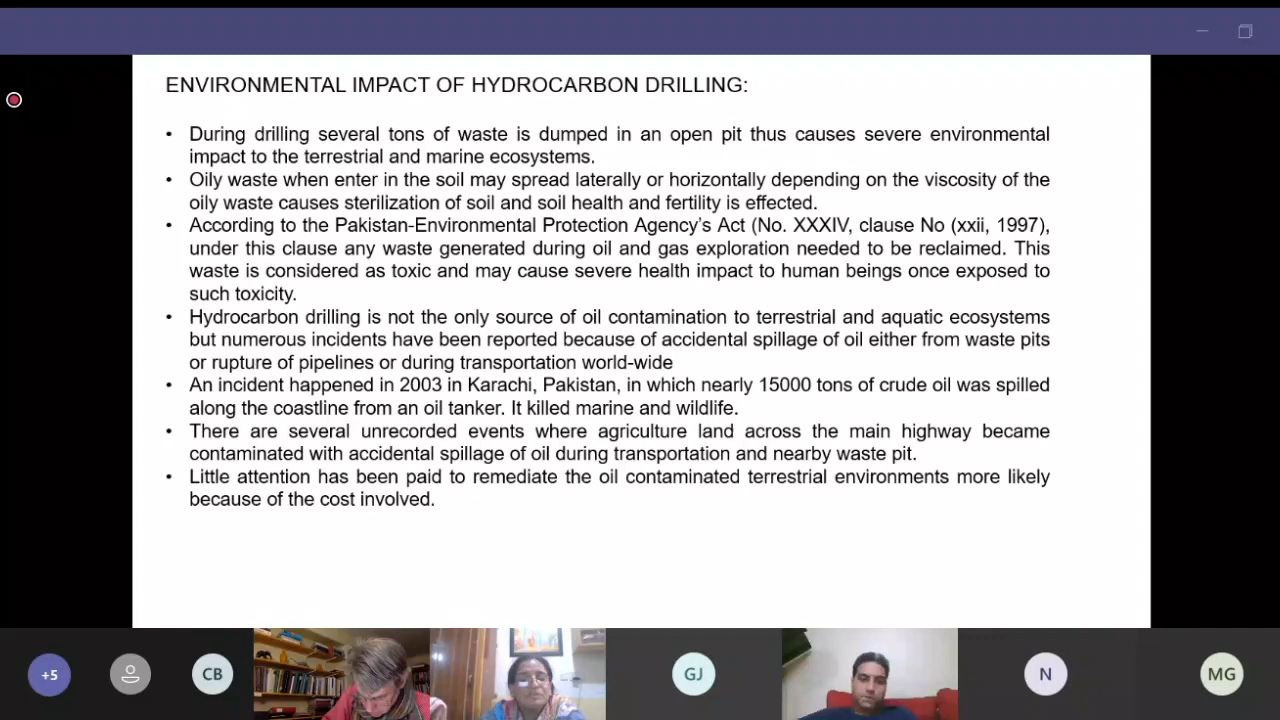 ENVIRONMENTAL IMPACT OF HYDROCARBON DRILLING:
• During drilling several tons of waste is dumped in an open pit thus causes severe environmental
impact to the terrestrial and marine ecosystems.
• Oily waste when enter in the soil may spread laterally or horizontally depending on the viscosity of the
oily waste causes sterilization of soil and soil health and fertility is effected.
• According to the Pakistan-Environmental Protection Agency's Act (No. XXXIV, clause No (xxii, 1997),
under this clause any waste generated during oil and gas exploration needed to be reclaimed. This
waste is considered as toxic and may cause severe health impact to human beings once exposed to
such toxicity.
• Hydrocarbon drilling is not the only source of oil contamination to terrestrial and aquatic ecosystems
but numerous incidents have been reported because of accidental spillage of oil either from waste pits
or rupture of pipelines or during transportation world-wide
• An incident happened in 2003 in Karachi, Pakistan, in which nearly 15000 tons of crude oil was spilled
along the coastline from an oil tanker. It killed marine and wildlife.
• There are several unrecorded events where agriculture land across the main highway became
contaminated with accidental spillage of oil during transportation and nearby waste pit.
• Little attention has been paid to remediate the oil contaminated terrestrial environments more likely
because of the cost involved.
+5
CB
GJ
N
MG